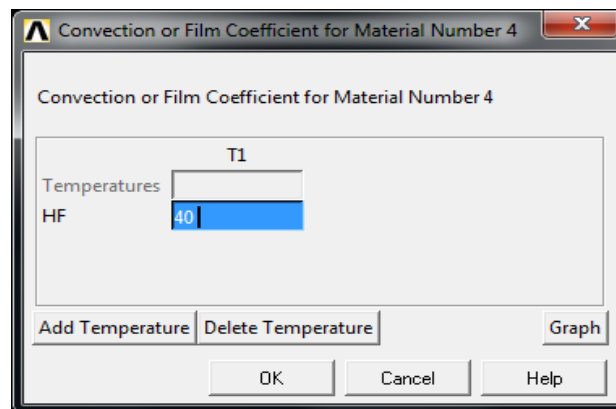 Convection or Film Coefficient for Material Number 4
Convection or Film Coefficient for Material Number 4
T1
Temperatures
HF 40
Add Temperature Delete Temperature Graph
OK Cancel Help